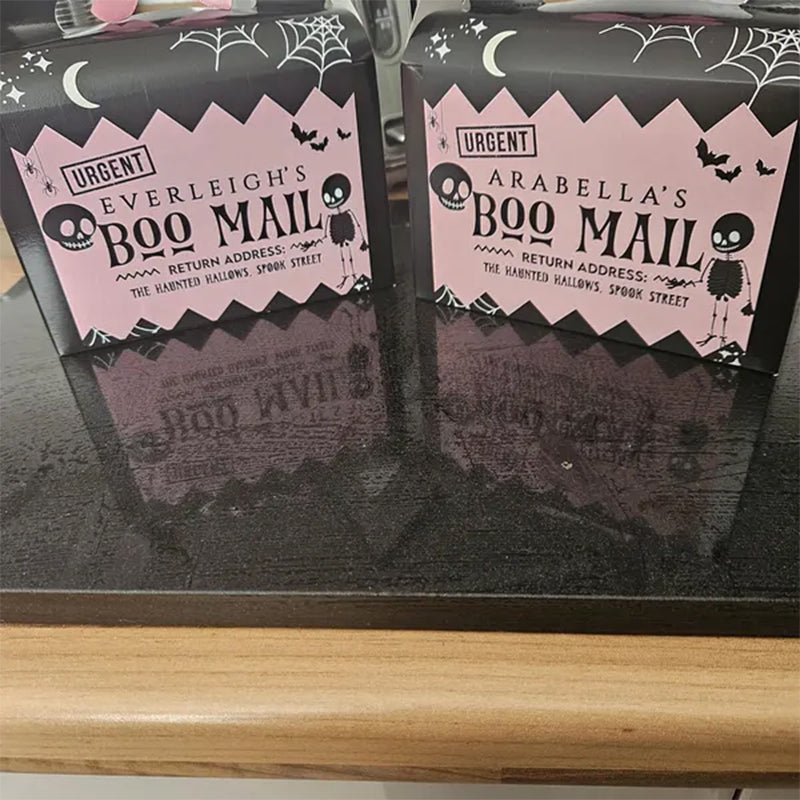 URGENT
EVERLEIGH'S
BOO MAIL
RETURN ADDRESS:
THE HAUNTED HALLOWS, SPOOK STREET
URGENT
ARABELLA'S
BOO MAIL
RETURN ADDRESS:
THE HAUNTED HALLOWS, SPOOK STREET